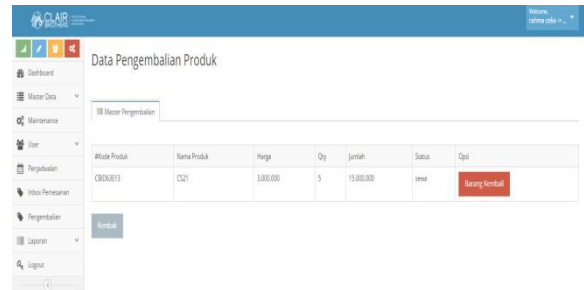 CLAIR
BROTHERS
Welcome,
Data Pengembalian Produk
Dashboard
Master Data
Maintenance
User
Penjadwalan
Inbox Pemesanan
Pengembalian
Laporan
Logout
Master Pengembalian
#Kode Produk Nama Produk Harga Qty Jumlah Status Opsi
CBID63E13 CS21 3.000.000 5 15.000.000 sewa Barang Kembali
Kembali